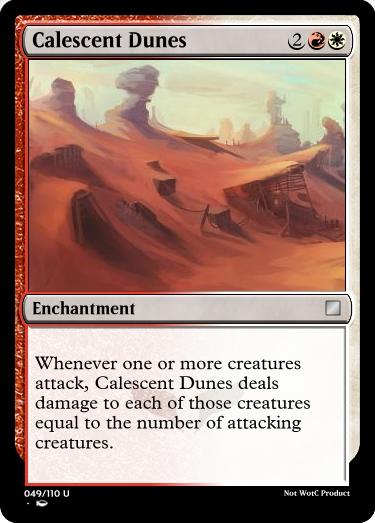 Calescent Dunes 2
Enchantment
Whenever one or more creatures
attack, Calescent Dunes deals
damage to each of those creatures
equal to the number of attacking
creatures.
049/110 U
Not WotC Product